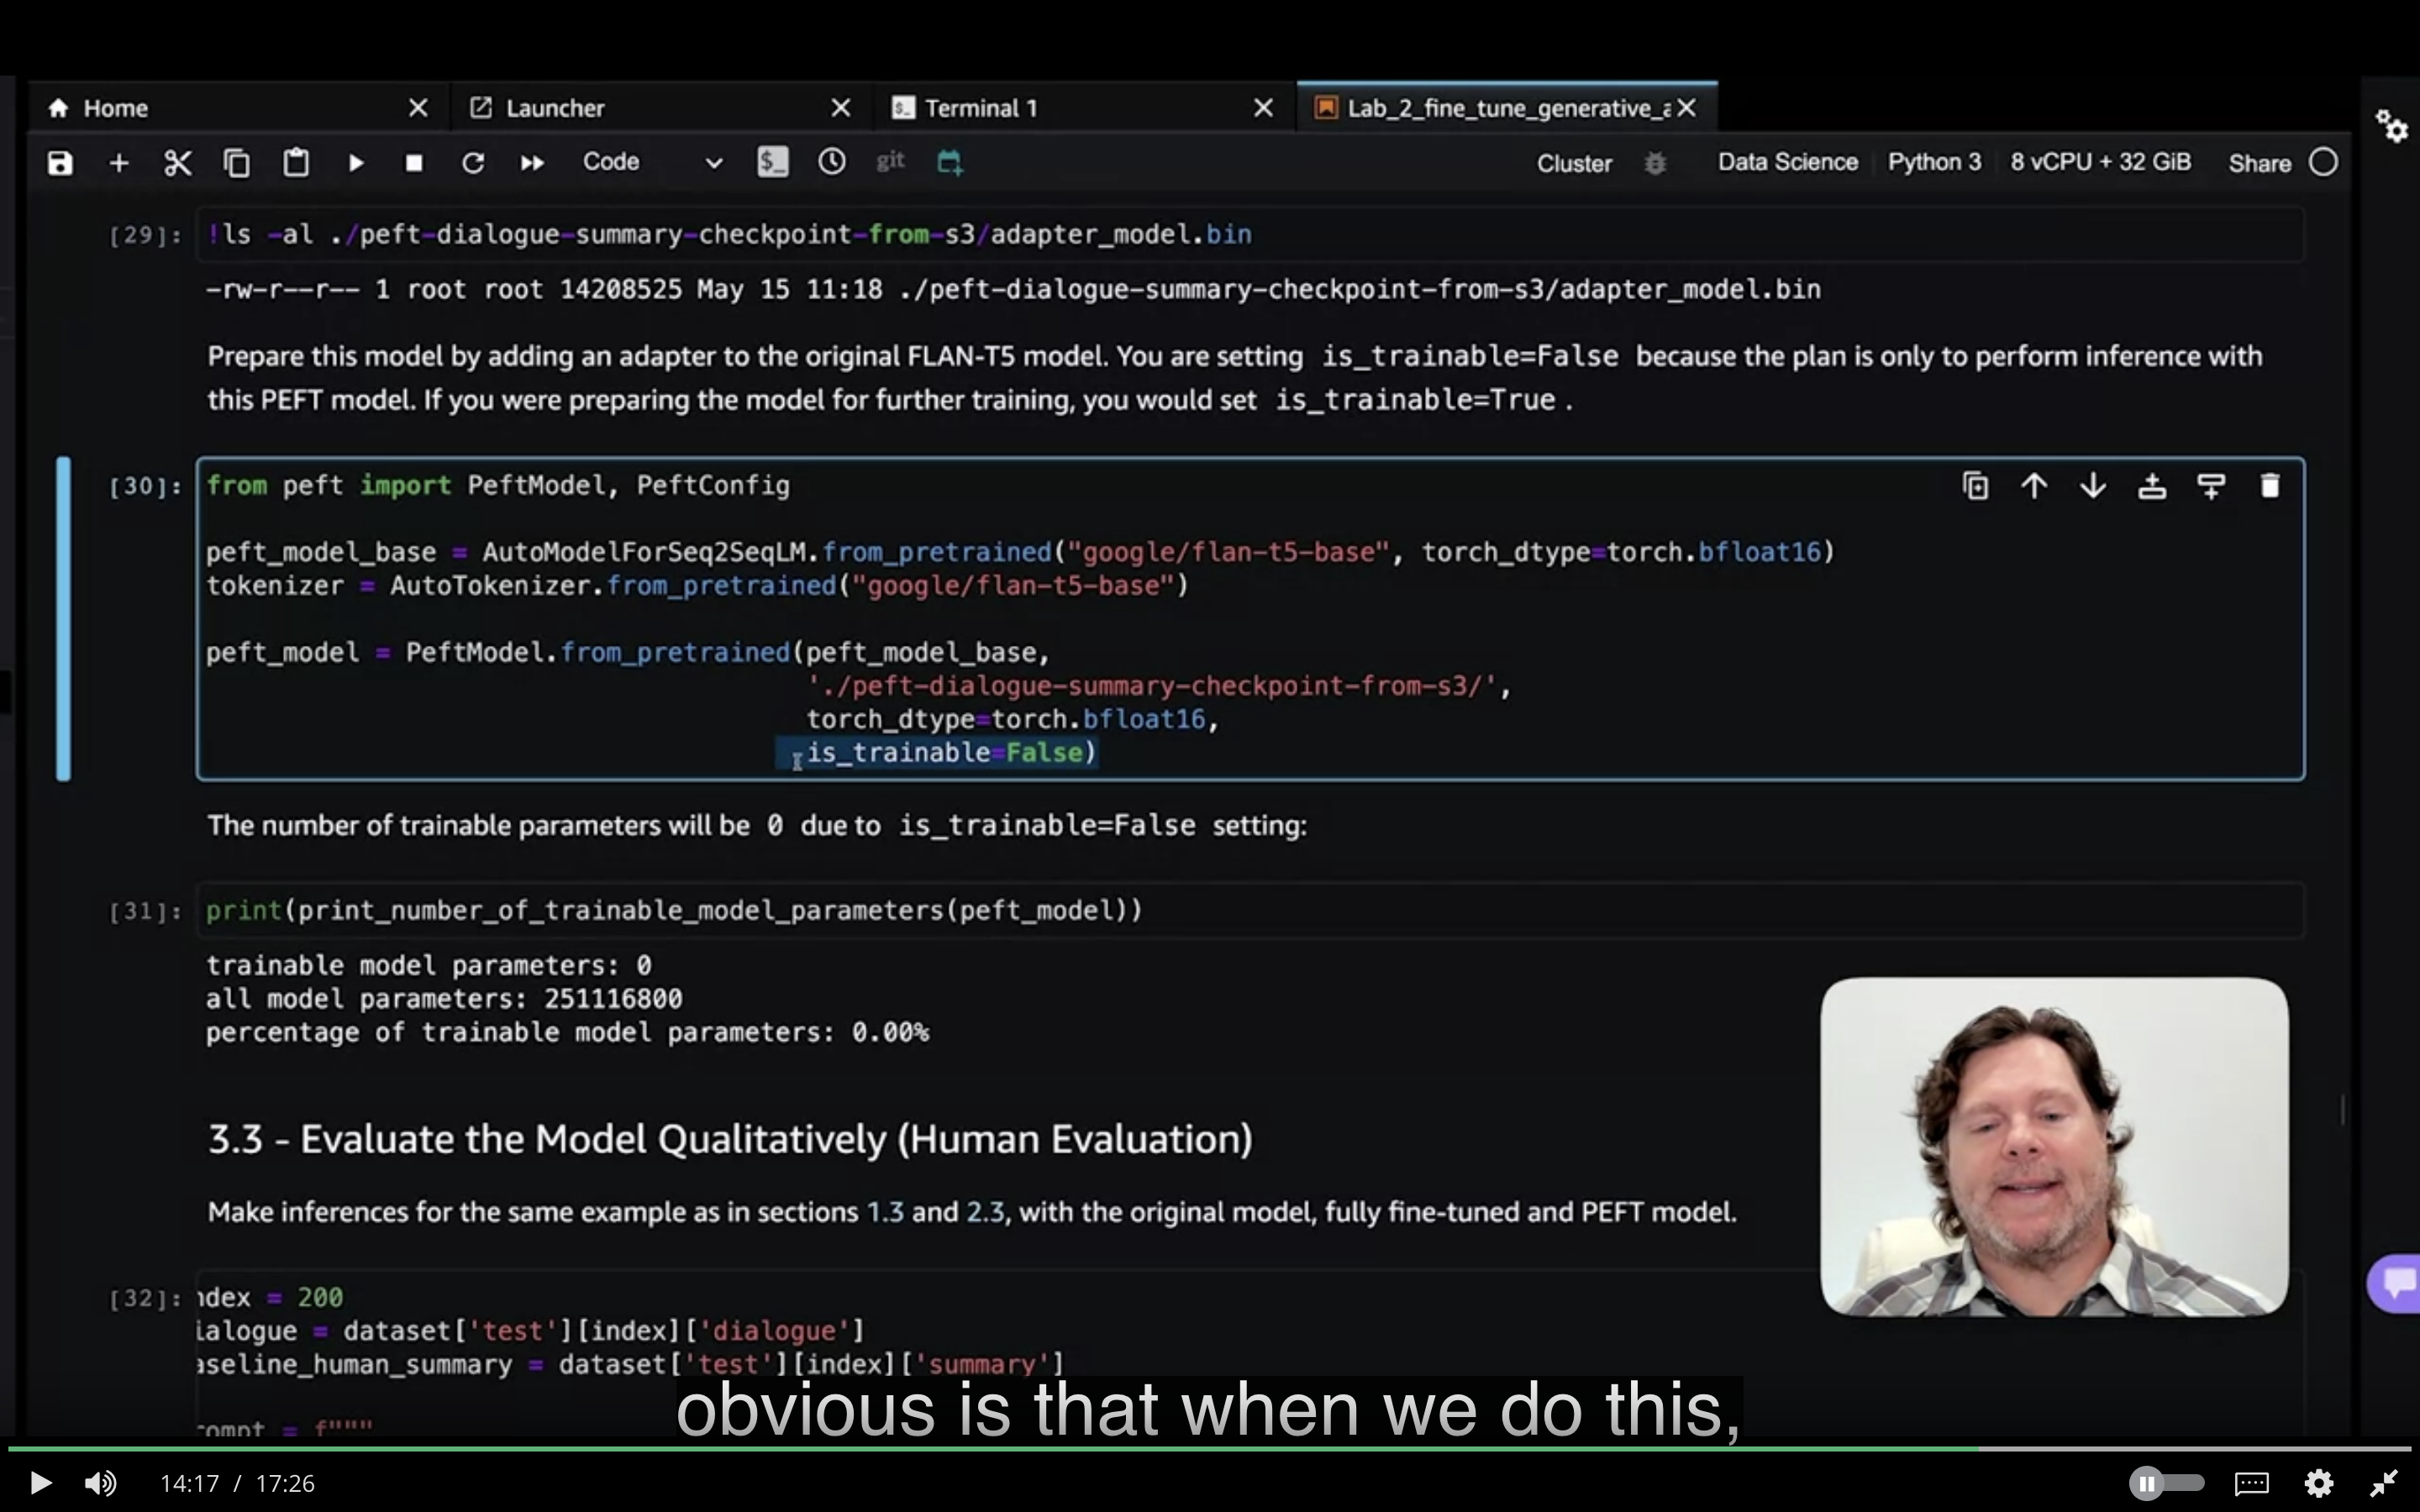 Home
Launcher
Terminal 1
Lab_2_fine_tune_generative_a
Code
git
Cluster
Data Science
Python 3
8 vCPU + 32 GiB
Share
[29]: !ls -al ./peft-dialogue-summary-checkpoint-from-s3/adapter_model.bin
-rw-r--r-- 1 root root 14208525 May 15 11:18 ./peft-dialogue-summary-checkpoint-from-s3/adapter_model.bin
Prepare this model by adding an adapter to the original FLAN-T5 model. You are setting is_trainable=False because the plan is only to perform inference with
this PEFT model. If you were preparing the model for further training, you would set is_trainable=True .
[30]: from peft import PeftModel, PeftConfig
peft_model_base = AutoModelForSeq2SeqLM.from_pretrained("google/flan-t5-base", torch_dtype=torch.bfloat16)
tokenizer = AutoTokenizer.from_pretrained("google/flan-t5-base")
peft_model = PeftModel.from_pretrained(peft_model_base,
'./peft-dialogue-summary-checkpoint-from-s3/',
torch_dtype=torch.bfloat16,
is_trainable=False)
The number of trainable parameters will be 0 due to is_trainable=False setting:
[31]: print(print_number_of_trainable_model_parameters(peft_model))
trainable model parameters: 0
all model parameters: 251116800
percentage of trainable model parameters: 0.00%
3.3 - Evaluate the Model Qualitatively (Human Evaluation)
Make inferences for the same example as in sections 1.3 and 2.3, with the original model, fully fine-tuned and PEFT model.
[32]: ndex = 200
ialogue = dataset['test'][index]['dialogue']
aseline_human_summary = dataset['test'][index]['summary']
rompt = f"""
obvious is that when we do this,
14:17 / 17:26